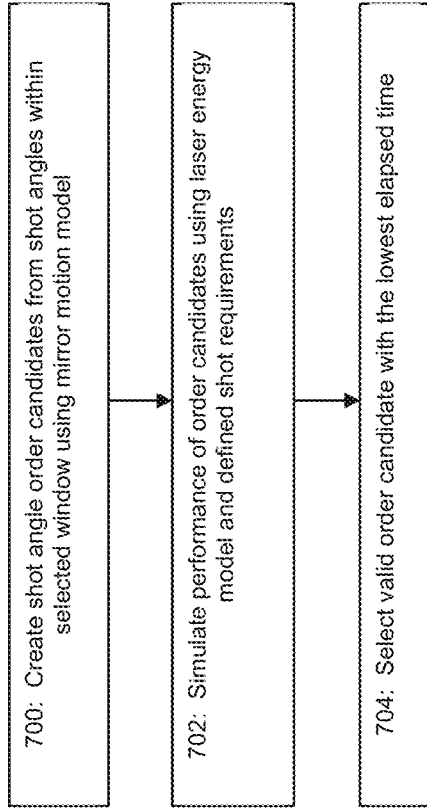 700: Create shot angle order candidates from shot angles within
selected window using mirror motion model
702: Simulate performance of order candidates using laser energy
model and defined shot requirements
704: Select valid order candidate with the lowest elapsed time